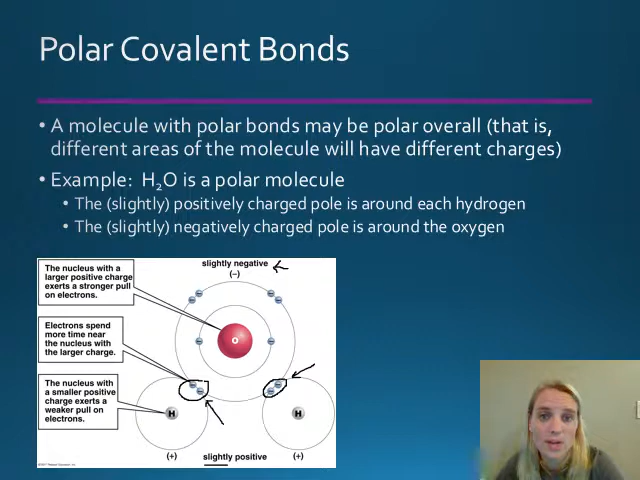 Polar Covalent Bonds
• A molecule with polar bonds may be polar overall (that is,
different areas of the molecule will have different charges)
• Example: H₂O is a polar molecule
• The (slightly) positively charged pole is around each hydrogen
• The (slightly) negatively charged pole is around the oxygen
The nucleus with a
larger positive charge
exerts a stronger pull
on electrons.
slightly negative
(–)
Electrons spend
more time near
the nucleus with
the larger charge.
O
The nucleus with
a smaller positive
charge exerts a
weaker pull on
electrons.
H
H
(+)
slightly positive
(+)